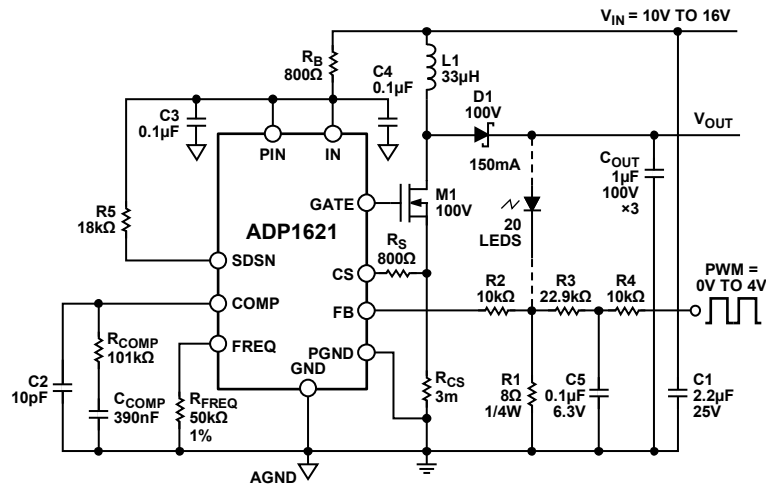 VIN = 10V TO 16V
RB
800Ω
C4
0.1µF
L1
33µH
C3
0.1µF
D1
100V
VOUT
PIN
IN
150mA
COUT
1µF
100V
×3
GATE
M1
100V
R5
18kΩ
ADP1621
20
LEDS
RS
800Ω
SDSN
CS
PWM =
0V TO 4V
R2
10kΩ
R3
22.9kΩ
R4
10kΩ
COMP
FB
RCOMP
101kΩ
FREQ
PGND
GND
C2
10pF
CCOMP
390nF
RFREQ
50kΩ
1%
RCS
3m
R1
8Ω
1/4W
C5
0.1µF
6.3V
C1
2.2µF
25V
AGND